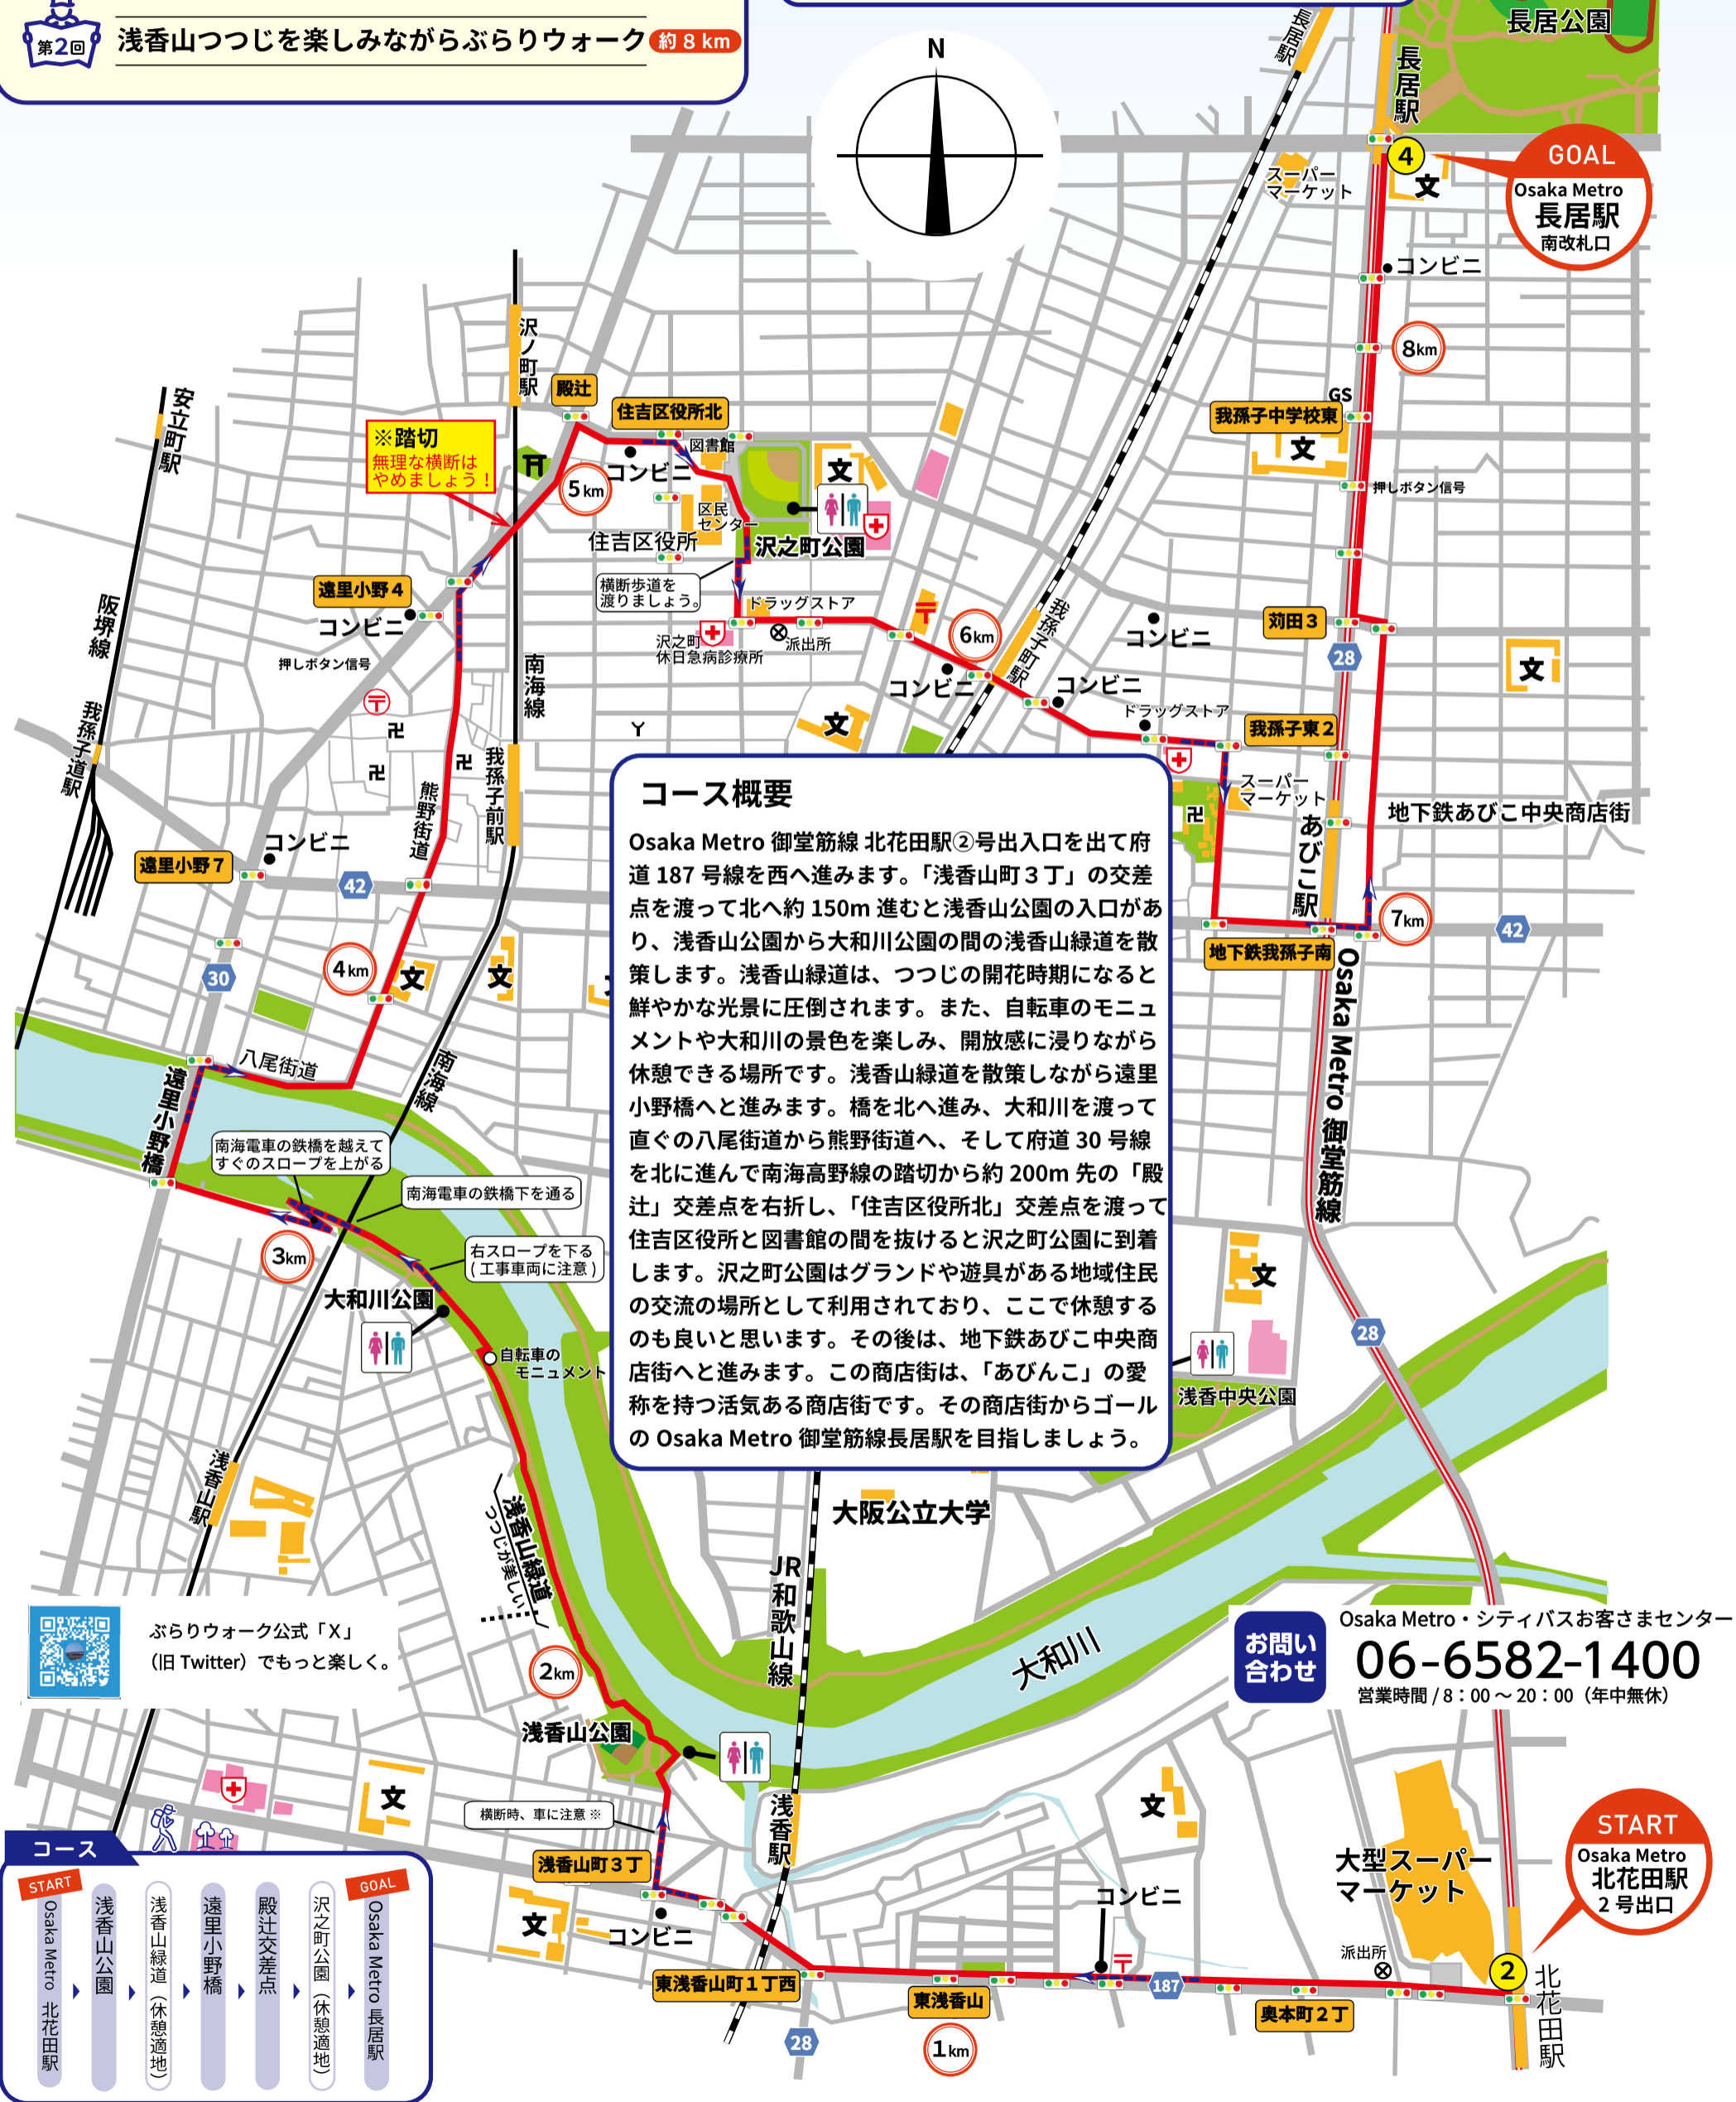 第2回
浅香山つつじを楽しみながらぶらりウォーク
約 8 km
N
長居駅
長居駅
長居公園
4
GOAL
Osaka Metro
長居駅
南改札口
文
スーパー
マーケット
コンビニ
8km
GS
我孫子中学校東
文
押しボタン信号
沢ノ町駅
殿辻
住吉区役所北
図書館
コンビニ
5km
※踏切
無理な横断は
やめましょう！
安立町駅
文
区民
センター
住吉区役所
沢之町公園
横断歩道を
渡りましょう。
ドラッグストア
派出所
沢之町
休日急病診療所
遠里小野４
コンビニ
押しボタン信号
阪堺線
南海線
我孫子道駅
我孫子前駅
熊野街道
6km
我孫子町駅
コンビニ
コンビニ
コンビニ
ドラッグストア
苅田３
28
文
我孫子東２
スーパー
マーケット
あびこ駅
地下鉄あびこ中央商店街
文
コンビニ
遠里小野７
42
7km
42
地下鉄我孫子南
Osaka Metro 御堂筋線
4km
文
文
30
八尾街道
南海線
遠里小野橋
コース概要
Osaka Metro 御堂筋線 北花田駅②号出入口を出て府
道 187 号線を西へ進みます。「浅香山町３丁」の交差
点を渡って北へ約 150m 進むと浅香山公園の入口があ
り、浅香山公園から大和川公園の間の浅香山緑道を散
策します。浅香山緑道は、つつじの開花時期になると
鮮やかな光景に圧倒されます。また、自転車のモニュ
メントや大和川の景色を楽しみ、開放感に浸りながら
休憩できる場所です。浅香山緑道を散策しながら遠里
小野橋へと進みます。橋を北へ進み、大和川を渡って
直ぐの八尾街道から熊野街道へ、そして府道 30 号線
を北に進んで南海高野線の踏切から約 200m 先の「殿
辻」交差点を右折し、「住吉区役所北」交差点を渡って
住吉区役所と図書館の間を抜けると沢之町公園に到着
します。沢之町公園はグランドや遊具がある地域住民
の交流の場所として利用されており、ここで休憩する
のも良いと思います。その後は、地下鉄あびこ中央商
店街へと進みます。この商店街は、「あびんこ」の愛
称を持つ活気ある商店街です。その商店街からゴール
の Osaka Metro 御堂筋線長居駅を目指しましょう。
南海電車の鉄橋を越えて
すぐのスロープを上がる
南海電車の鉄橋下を通る
右スロープを下る
( 工事車両に注意 )
3km
大和川公園
自転車の
モニュメント
文
28
浅香中央公園
浅香山駅
浅香山緑道
つつじが美しい
大阪公立大学
JR和歌山線
大和川
ぶらりウォーク公式「X」
（旧 Twitter）でもっと楽しく。
2km
お問い
合わせ
Osaka Metro・シティバスお客さまセンター
06-6582-1400
営業時間 / 8：00 ～ 20：00（年中無休）
浅香山公園
文
横断時、車に注意 ※
浅香駅
浅香山町３丁
文
コンビニ
東浅香山町１丁西
28
文
コンビニ
187
東浅香山
1km
奥本町２丁
派出所
大型スーパー
マーケット
START
Osaka Metro
北花田駅
2 号出口
2
北花田駅
コース
START
Osaka Metro 北花田駅
浅香山公園
浅香山緑道（休憩適地）
遠里小野橋
殿辻交差点
沢之町公園（休憩適地）
GOAL
Osaka Metro 長居駅